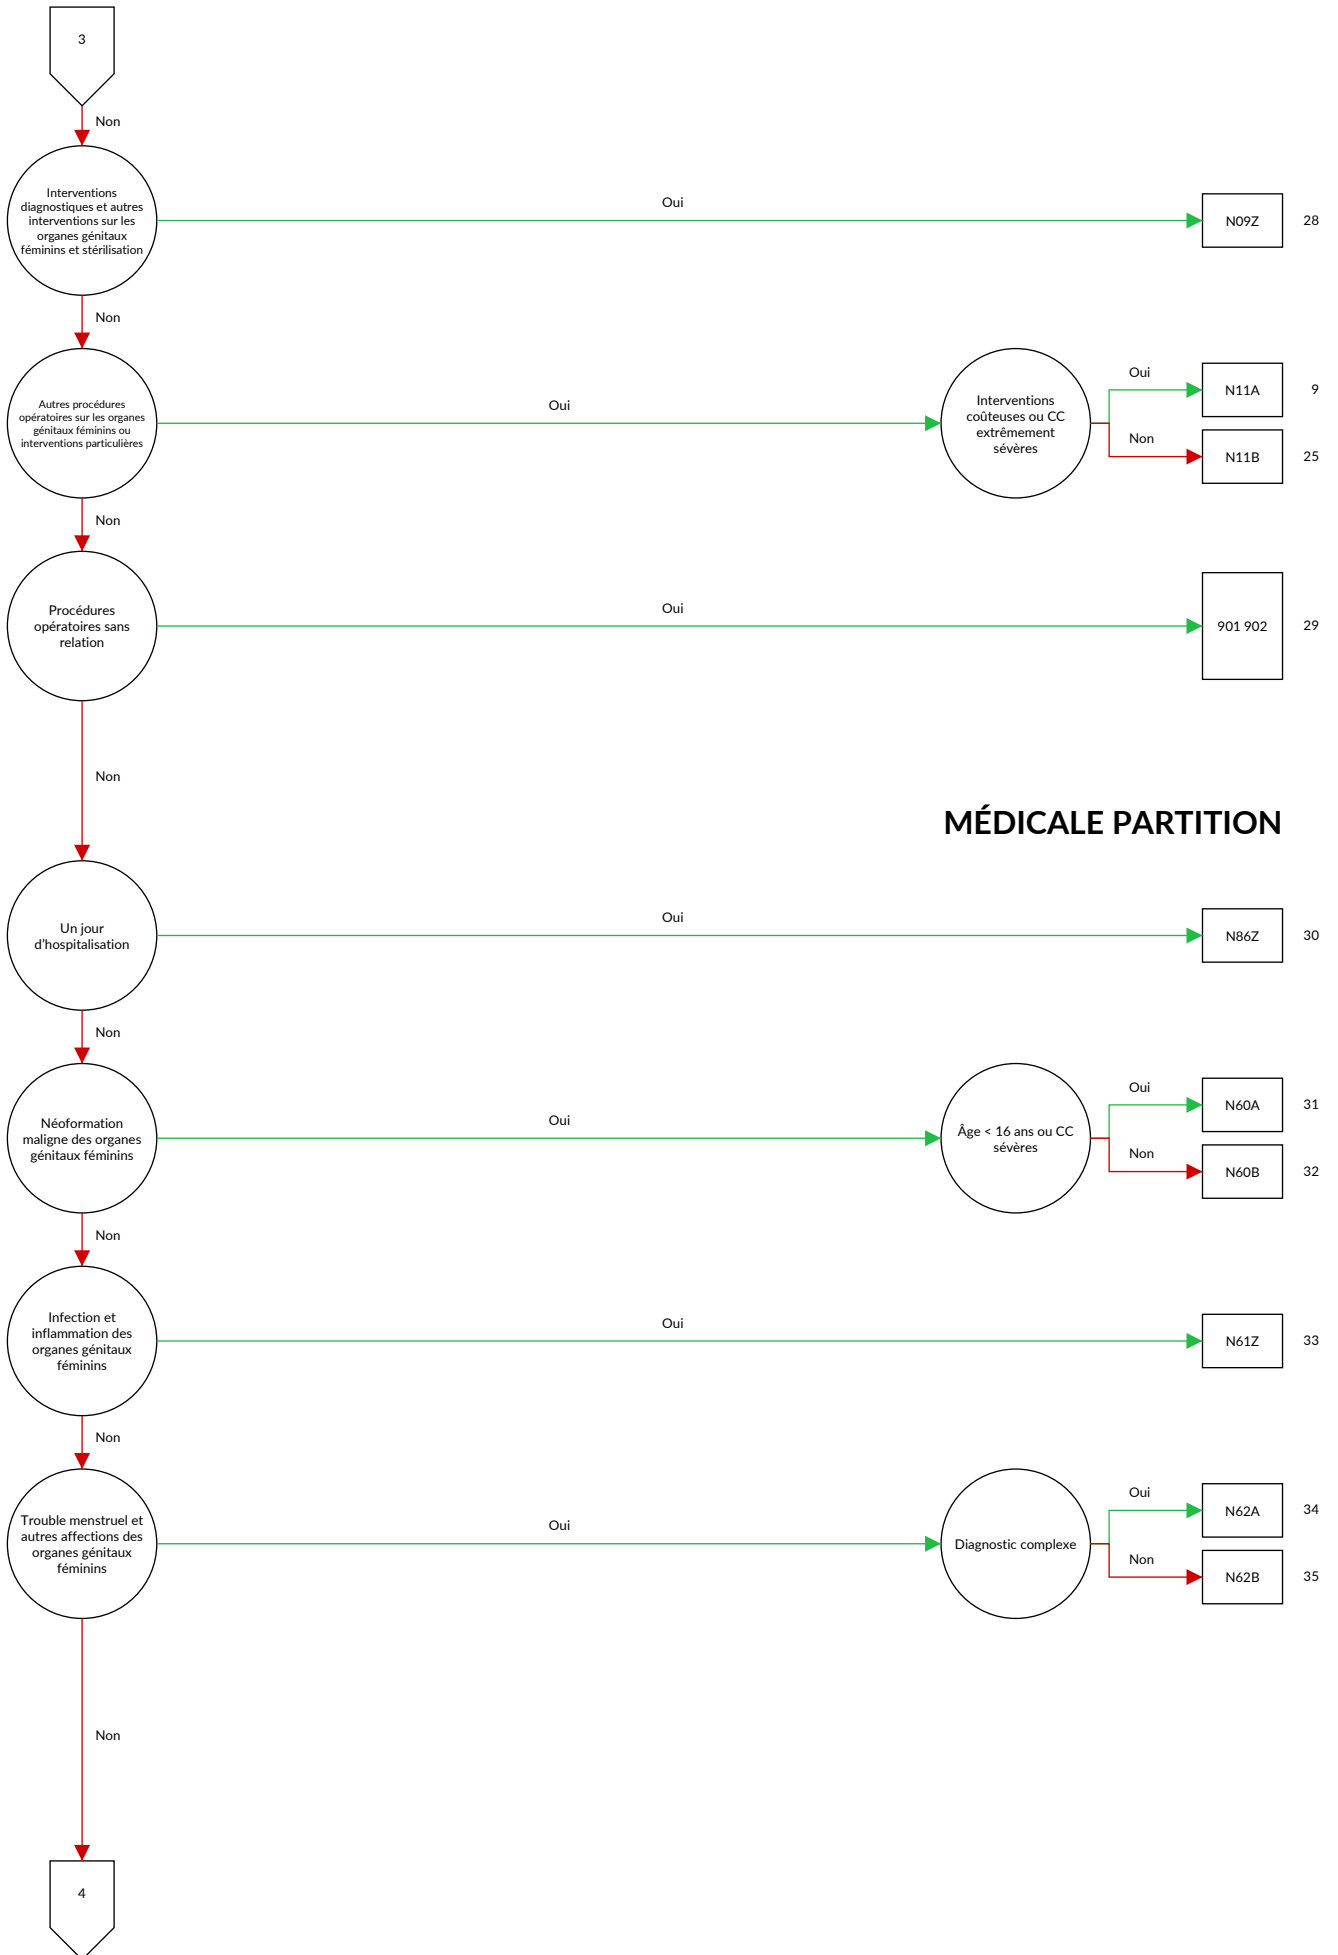 3
Non
Interventions
diagnostiques et autres
interventions sur les
organes génitaux
féminins et stérilisation
Oui
N09Z
28
Non
Autres procédures
opératoires sur les organes
génitaux féminins ou
interventions particulières
Oui
Interventions
coûteuses ou CC
extrêmement
sévères
Oui
N11A
9
Non
N11B
25
Non
Procédures
opératoires sans
relation
Oui
901 902
29
Non
MÉDICALE PARTITION
Un jour
d'hospitalisation
Oui
N86Z
30
Non
Néoformation
maligne des organes
génitaux féminins
Oui
Âge < 16 ans ou CC
sévères
Oui
N60A
31
Non
N60B
32
Non
Infection et
inflammation des
organes génitaux
féminins
Oui
N61Z
33
Non
Trouble menstruel et
autres affections des
organes génitaux
féminins
Oui
Diagnostic complexe
Oui
N62A
34
Non
N62B
35
Non
4